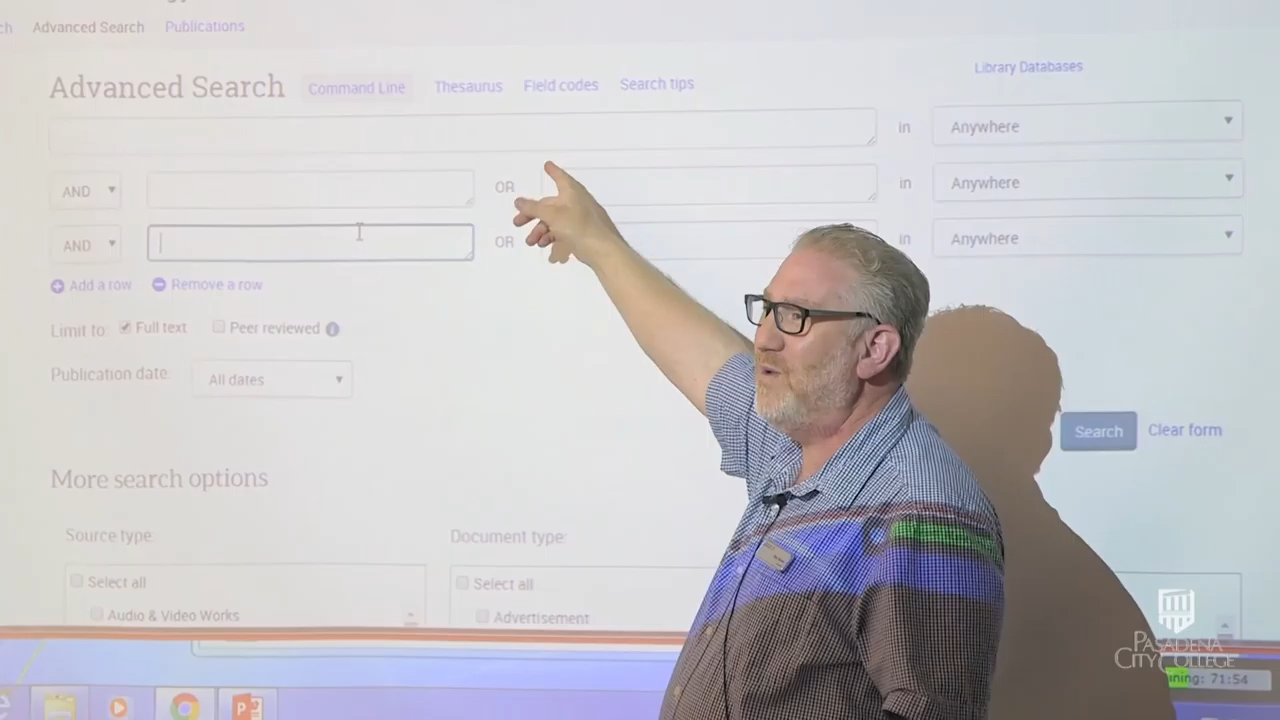 ch Advanced Search Publications
Library Databases
Advanced Search Command Line Thesaurus Field codes Search tips
in Anywhere
AND OR in Anywhere
AND OR in Anywhere
Add a row Remove a row
Limit to: Full text Peer reviewed
Publication date: All dates
Search Clear form
More search options
Source type: Document type:
Select all Select all
Audio & Video Works Advertisement
PASADENA
CITY COLLEGE
ining: 71:54